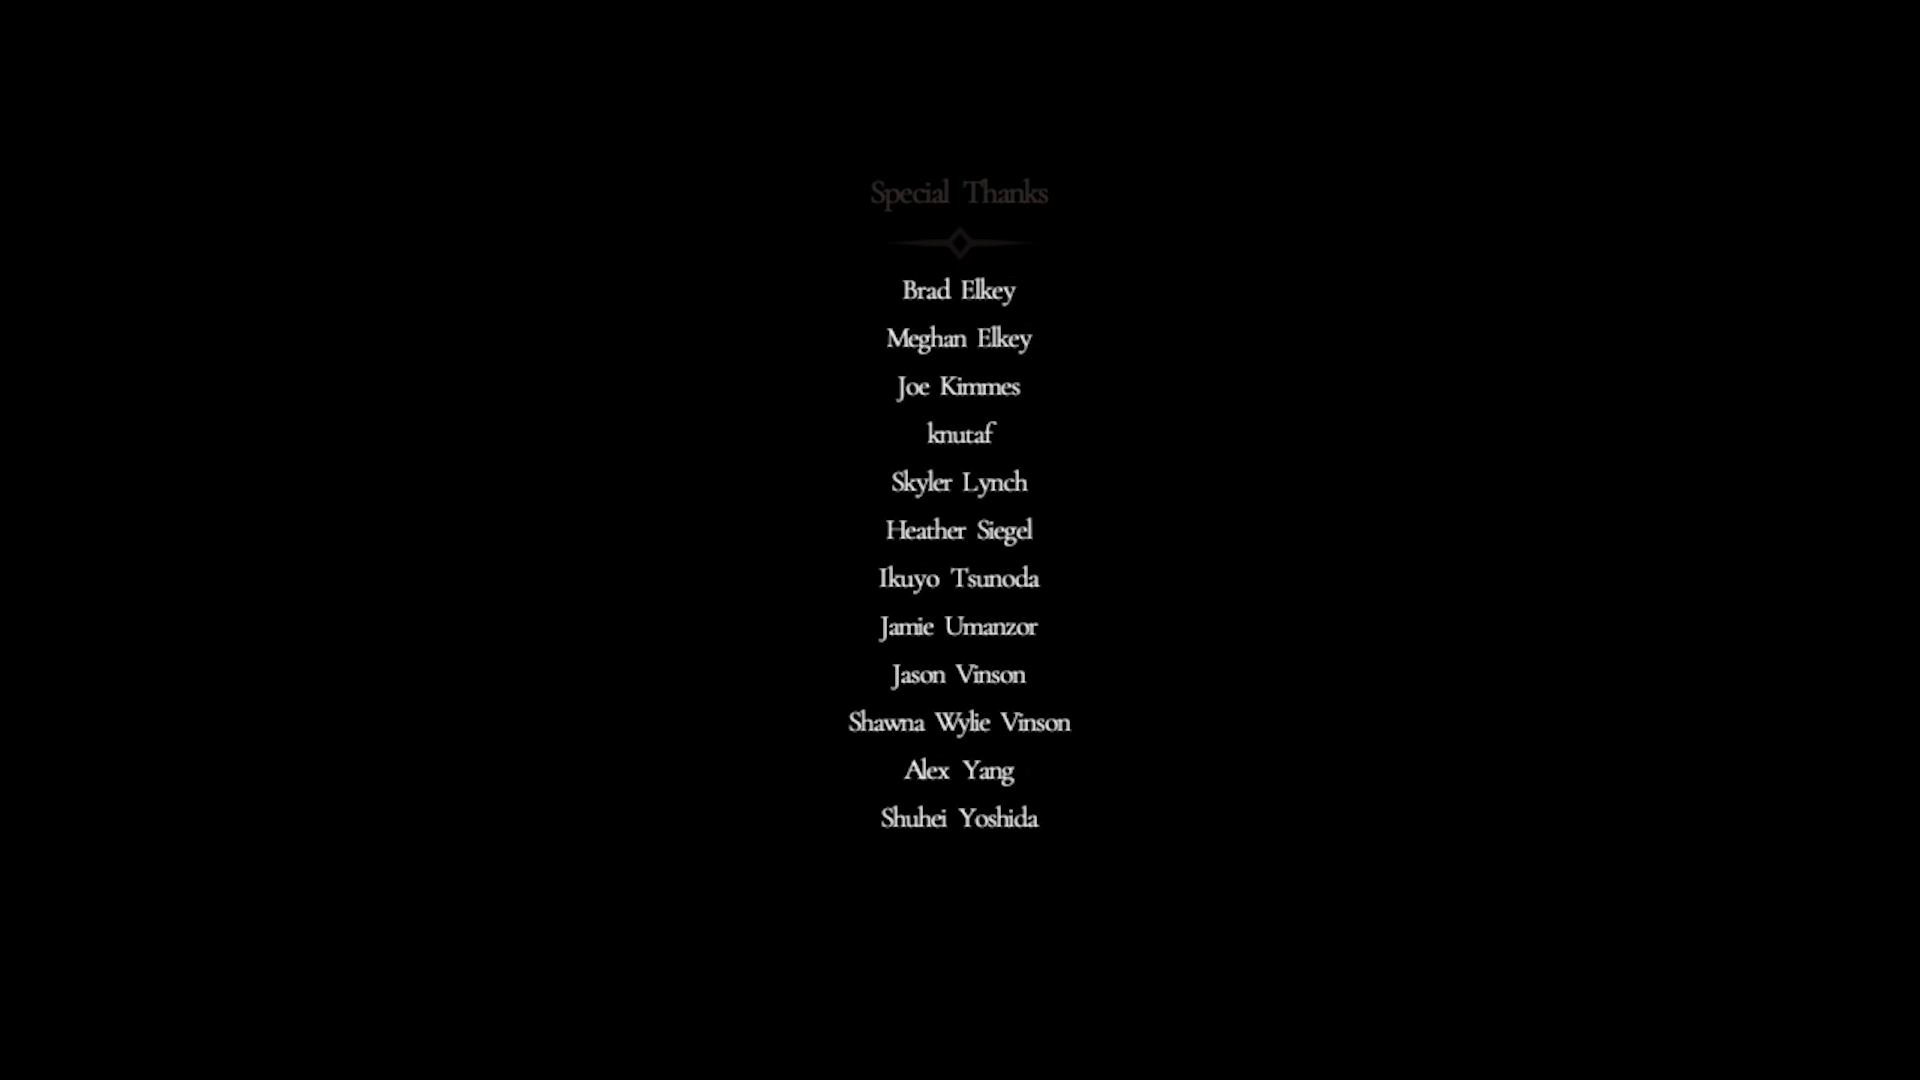 Special Thanks
Brad Elkey
Meghan Elkey
Joe Kimmes
knutaf
Skyler Lynch
Heather Siegel
Ikuyo Tsunoda
Jamie Umanzor
Jason Vinson
Shawna Wylie Vinson
Alex Yang
Shuhei Yoshida